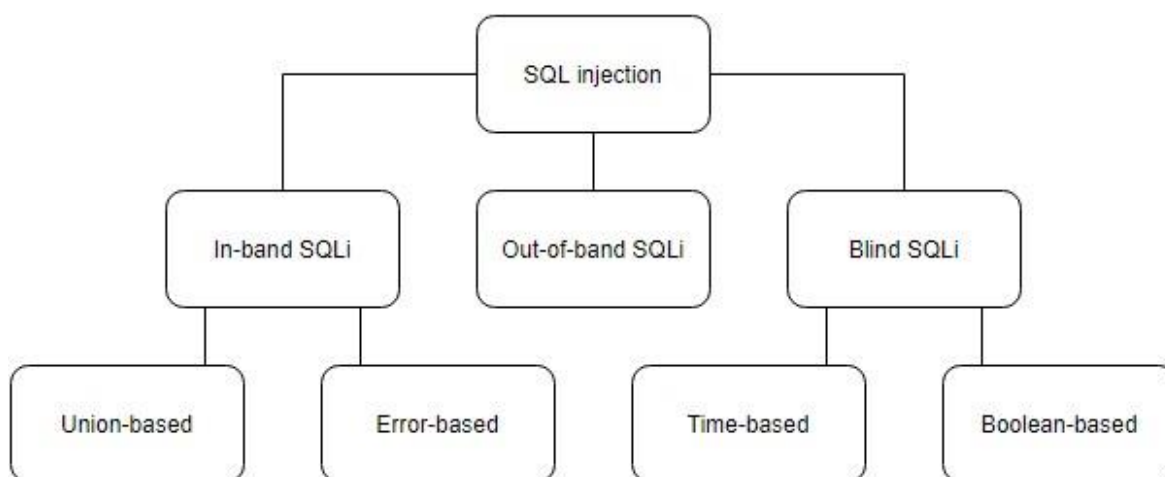 SQL injection
In-band SQLi
Out-of-band SQLi
Blind SQLi
Union-based
Error-based
Time-based
Boolean-based